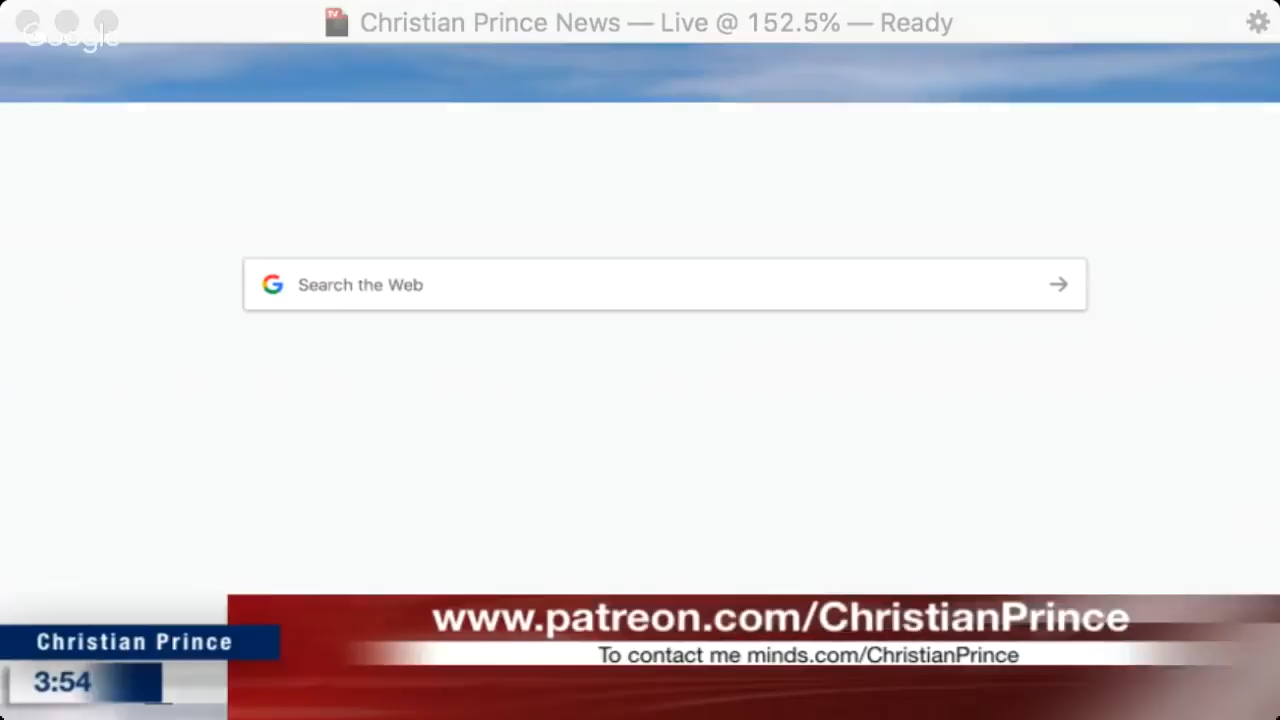 Google
Christian Prince News — Live @ 152.5% — Ready
Search the Web
www.patreon.com/ChristianPrince
To contact me minds.com/ChristianPrince
Christian Prince
3:54